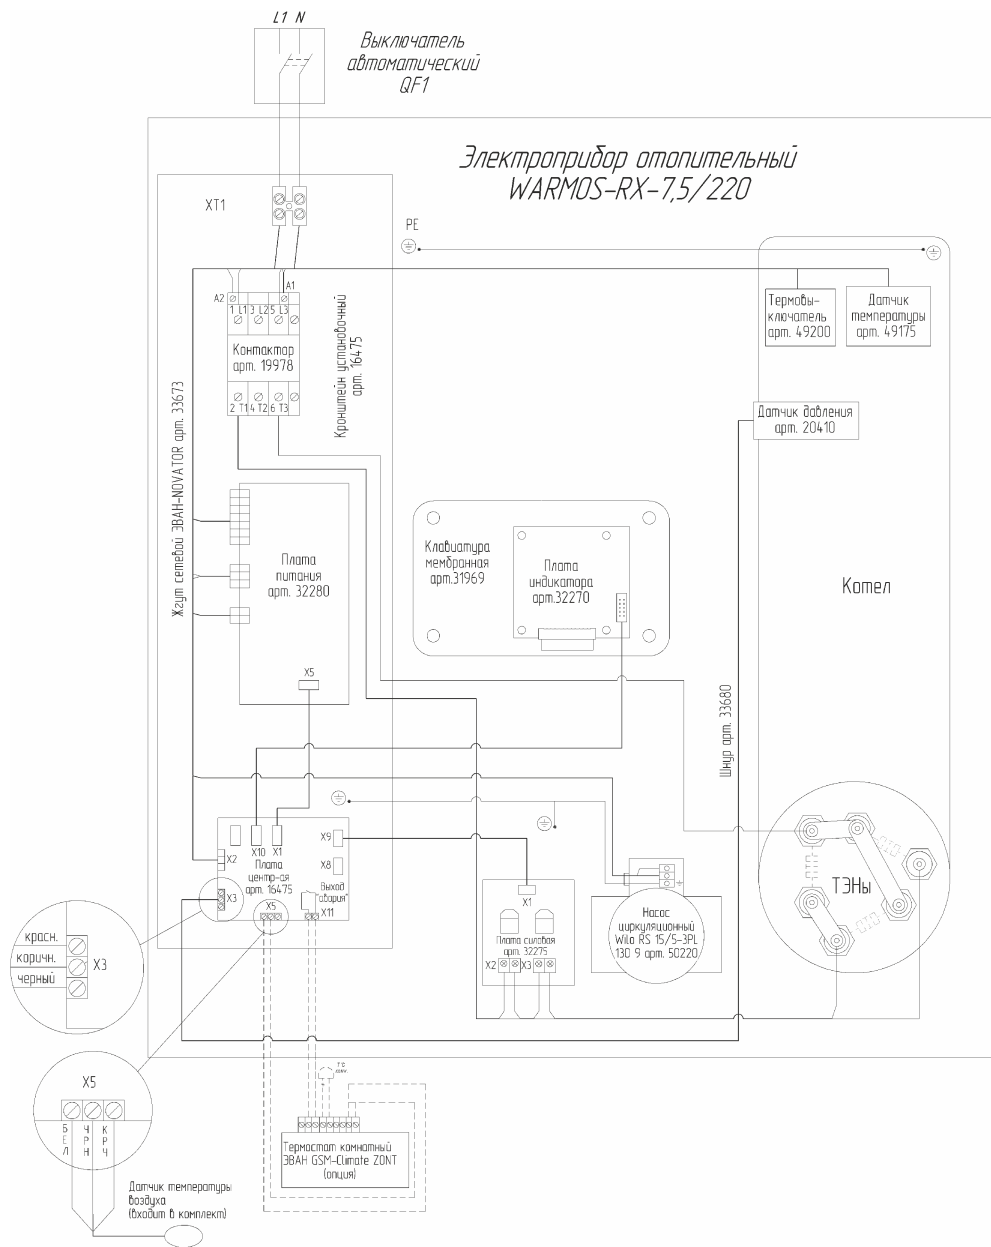 L1 N
Выключатель
автоматический
QF1
Электроприбор отопительный
WARMOS-RX-7,5/220
XT1
PE
A2
A1
1 L1 3 L2 5 L3
Контактор
арт. 19978
2 T1 4 T2 6 T3
Кронштейн установочный
арт. 16475
Жгут сетевой ЭВАН-NOVATOR арт. 33673
Термовы-
ключатель
арт. 49200
Датчик
температуры
арт. 49175
Датчик давления
арт. 20410
Плата
питания
арт. 32280
X5
Клавиатура
мембранная
арт.31969
Плата
индикатора
арт.32270
Котел
Шнур арт. 33680
X2
X10
X1
X9
X8
Плата
центр-ая
арт. 16475
Выход
"авария"
X3
X5
X11
X1
Плата силовая
арт. 32275
X2
X3
Насос
циркуляционный
Wilo RS 15/5-3PL
130 9 арт. 50220
ТЭНы
красн.
коричн.
черный
X3
X5
БЕЛ
ЧРН
КРЧ
Датчик температуры
воздуха
(входит в комплект)
T°C
комн.
Термостат комнатный
ЭВАН GSM-Climate ZONT
(опция)